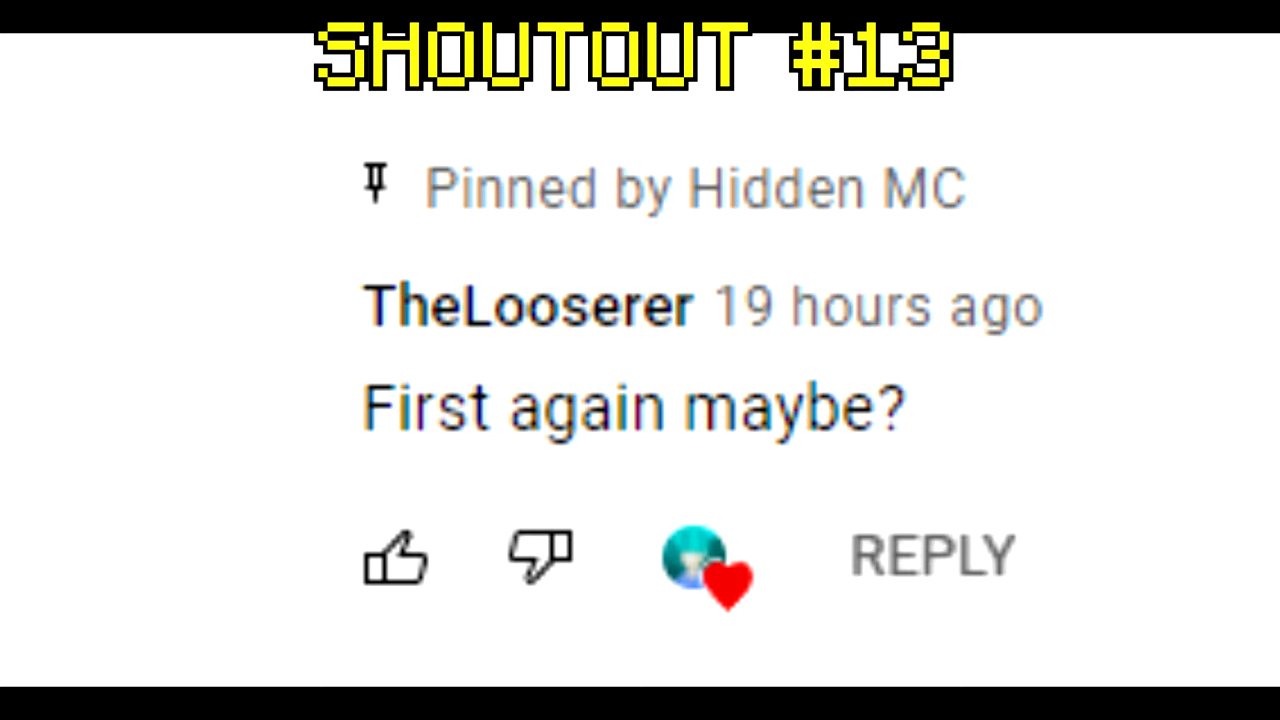 SHOUTOUT #13
Pinned by Hidden MC
TheLooserer 19 hours ago
First again maybe?
REPLY